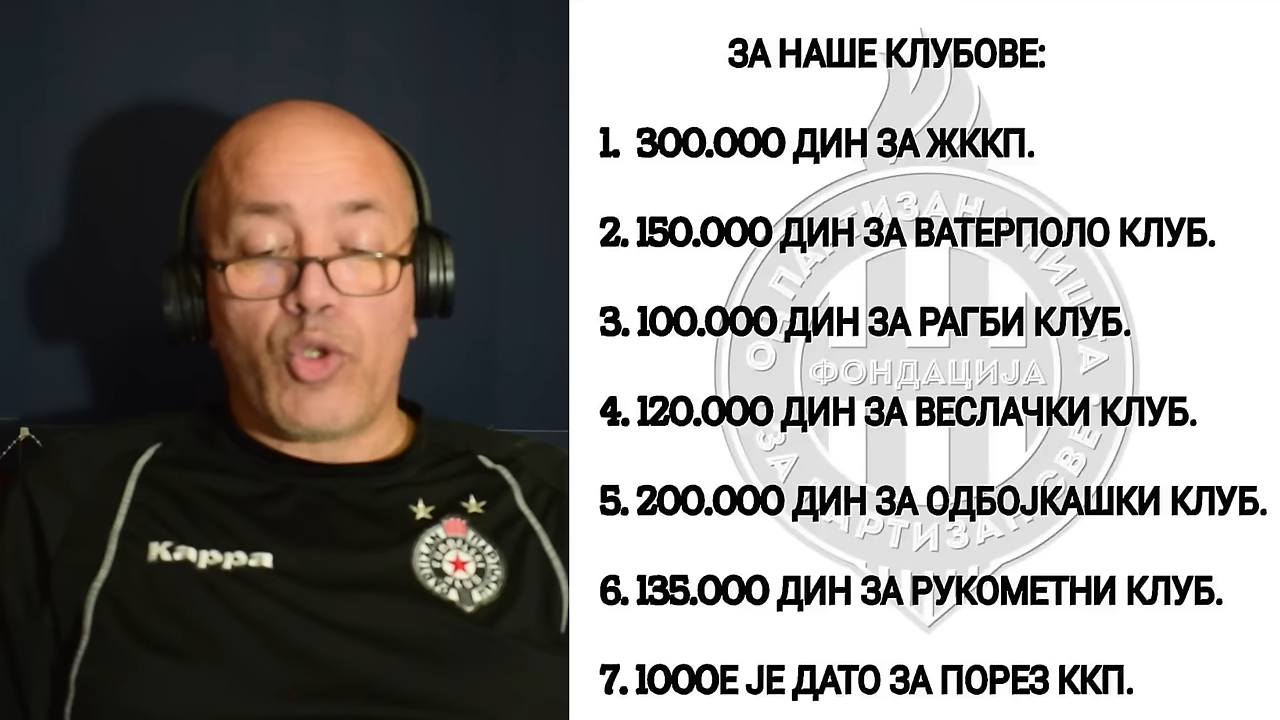 ЗА НАШЕ КЛУБОВЕ:
1. 300.000 ДИН ЗА ЖККП.
2. 150.000 ДИН ЗА ВАТЕРПОЛО КЛУБ.
3. 100.000 ДИН ЗА РАГБИ КЛУБ.
ФОНДАЦИЈА
4. 120.000 ДИН ЗА ВЕСЛАЧКИ КЛУБ.
5. 200.000 ДИН ЗА ОДБОЈКАШКИ КЛУБ.
6. 135.000 ДИН ЗА РУКОМЕТНИ КЛУБ.
7. 1000Е ЈЕ ДАТО ЗА ПОРЕЗ ККП.
Kappa